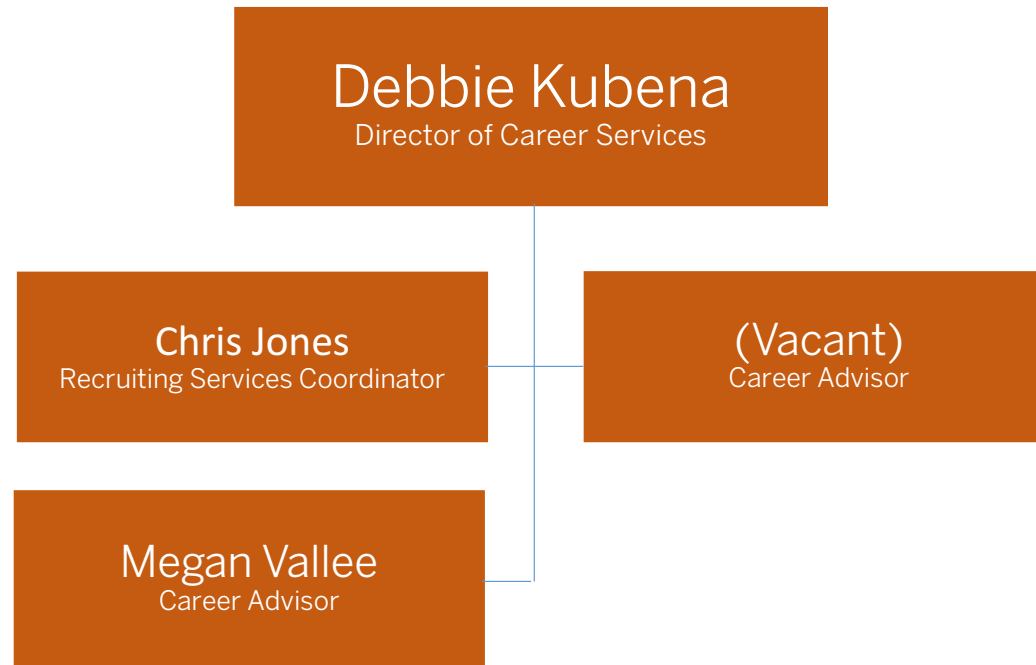 Debbie Kubena
Director of Career Services
Chris Jones
Recruiting Services Coordinator
(Vacant)
Career Advisor
Megan Vallee
Career Advisor